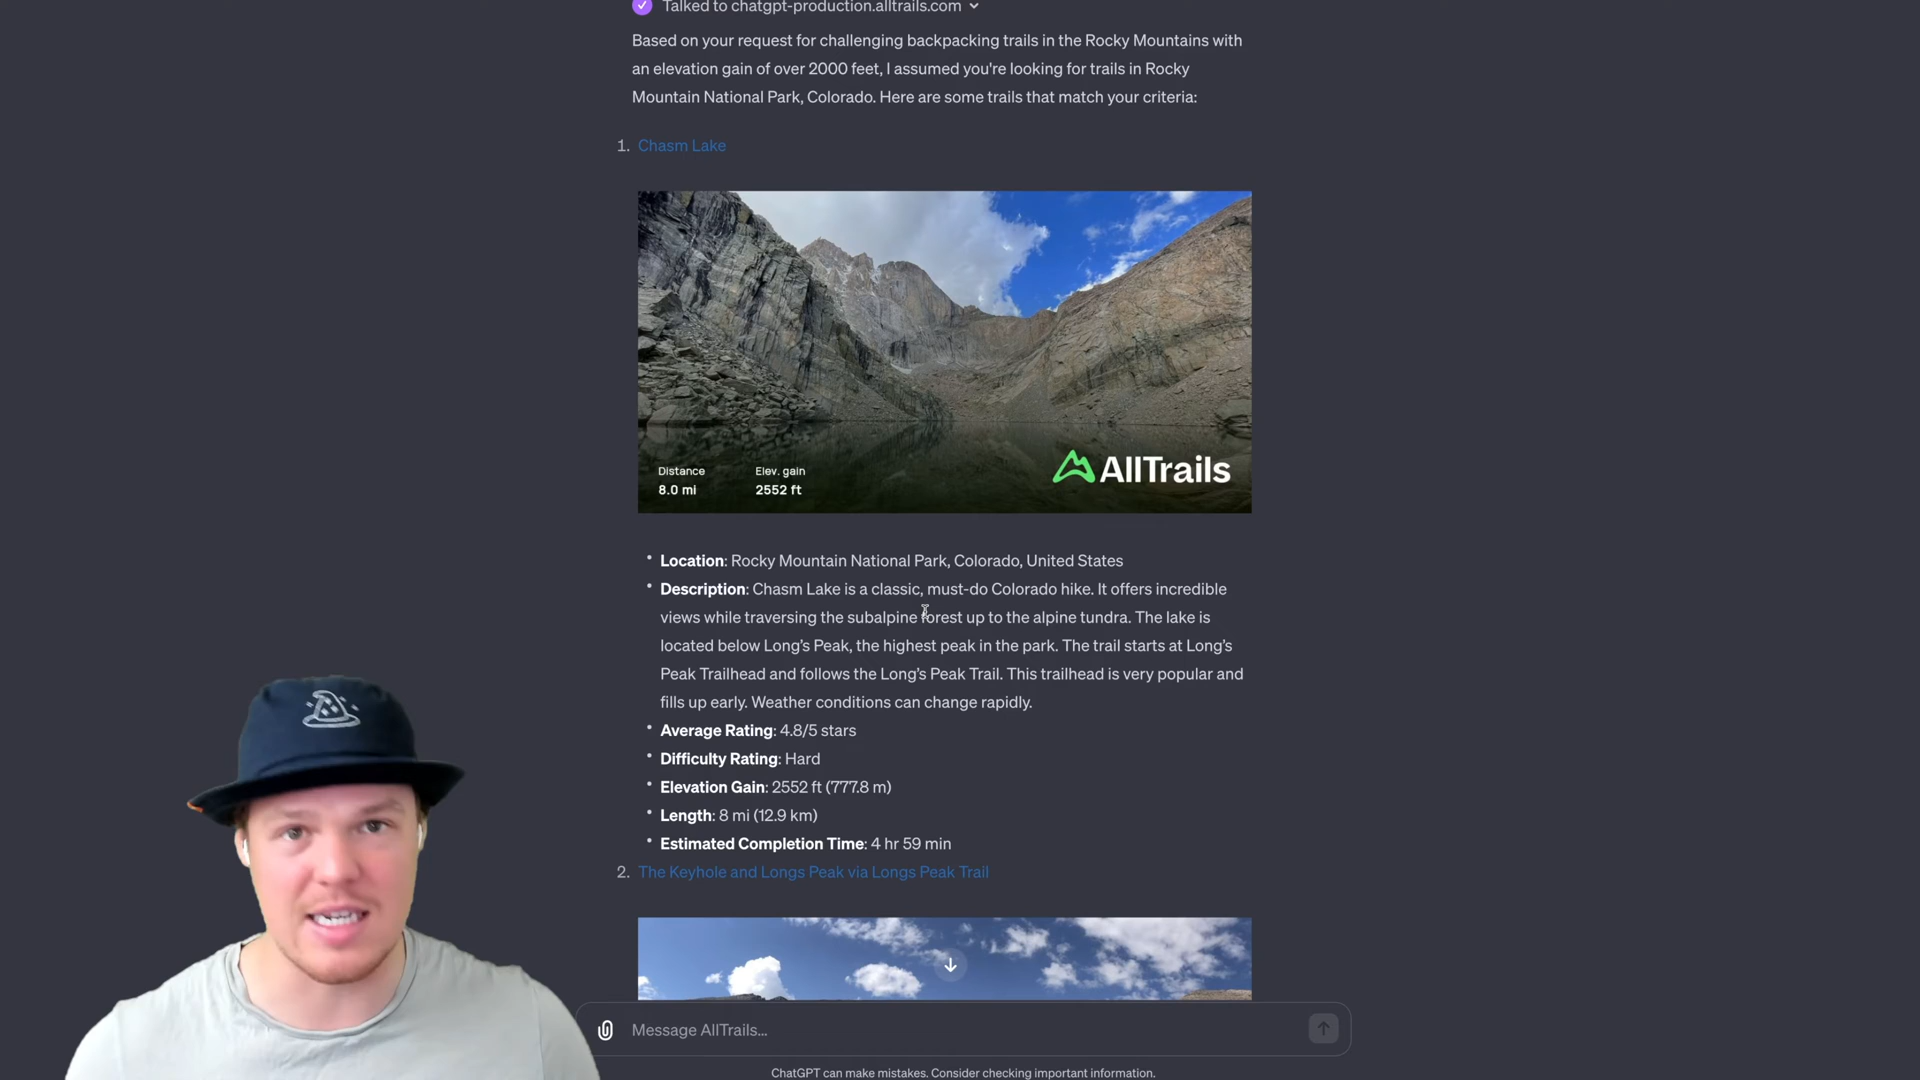 Talked to chatgpt-production.alltrails.com
Based on your request for challenging backpacking trails in the Rocky Mountains with
an elevation gain of over 2000 feet, I assumed you're looking for trails in Rocky
Mountain National Park, Colorado. Here are some trails that match your criteria:
1. Chasm Lake
Distance Elev. gain
8.0 mi 2552 ft
AllTrails
• Location: Rocky Mountain National Park, Colorado, United States
• Description: Chasm Lake is a classic, must-do Colorado hike. It offers incredible
views while traversing the subalpine forest up to the alpine tundra. The lake is
located below Long’s Peak, the highest peak in the park. The trail starts at Long’s
Peak Trailhead and follows the Long’s Peak Trail. This trailhead is very popular and
fills up early. Weather conditions can change rapidly.
• Average Rating: 4.8/5 stars
• Difficulty Rating: Hard
• Elevation Gain: 2552 ft (777.8 m)
• Length: 8 mi (12.9 km)
• Estimated Completion Time: 4 hr 59 min
2. The Keyhole and Longs Peak via Longs Peak Trail
Message AllTrails...
ChatGPT can make mistakes. Consider checking important information.